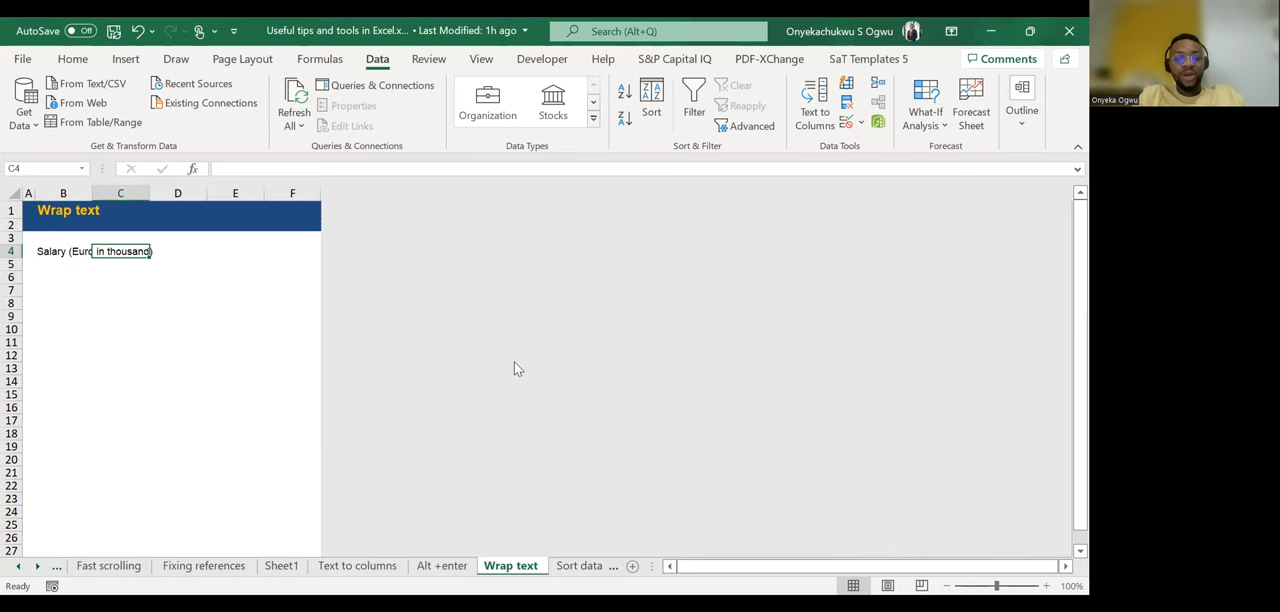 AutoSave Off
Useful tips and tools in Excel.x... • Last Modified: 1h ago
Search (Alt+Q)
Onyekachukwu S Ogwu
File Home Insert Draw Page Layout Formulas Data Review View Developer Help S&P Capital IQ PDF-XChange SaT Templates 5
Comments
Get Data
From Text/CSV
From Web
From Table/Range
Recent Sources
Existing Connections
Get & Transform Data
Refresh All
Queries & Connections
Properties
Edit Links
Queries & Connections
Organization
Stocks
Data Types
Sort
Filter
Clear
Reapply
Advanced
Sort & Filter
Text to Columns
Data Tools
What-If Analysis
Forecast Sheet
Forecast
Outline
Onyeka Ogwu
C4
fx
A B C D E F
1 Wrap text
2
3
4 Salary (Euro in thousand)
5
6
7
8
9
10
11
12
13
14
15
16
17
18
19
20
21
22
23
24
25
26
27
... Fast scrolling Fixing references Sheet1 Text to columns Alt +enter Wrap text Sort data ...
Ready
100%